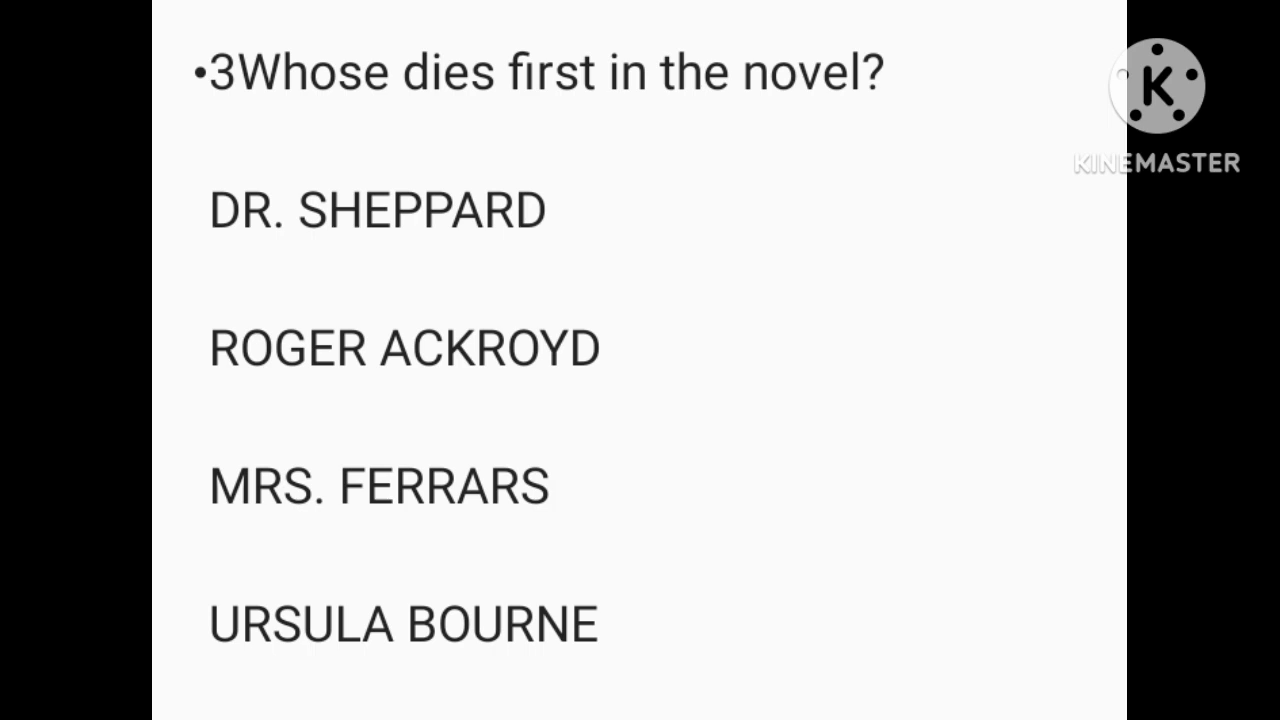 •3Whose dies first in the novel?
DR. SHEPPARD
ROGER ACKROYD
MRS. FERRARS
URSULA BOURNE
K
KINEMASTER